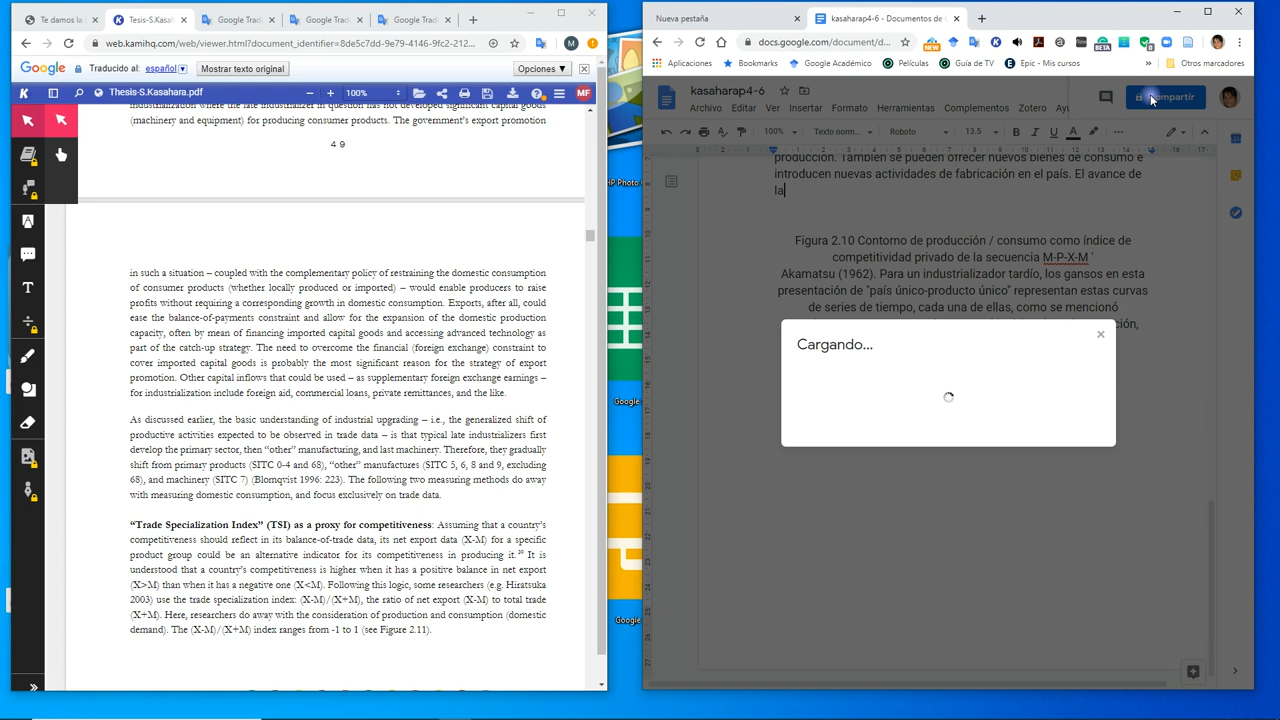 Te damos la
Tesis-S.Kasah
Google Trad
Google Trad
Google Trad
web.kamihq.com/web/viewer.html?document_identifier=8de5c7dd-9e79-4146-9fc2-212...
M
Google
Traducido al: español
Mostrar texto original
Opciones
K
Thesis-S.Kasahara.pdf
100%
MF
(machinery and equipment) for producing consumer products. The government's export promotion
4 9
in such a situation – coupled with the complementary policy of restraining the domestic consumption
of consumer products (whether locally produced or imported) – would enable producers to raise
profits without requiring a corresponding growth in domestic consumption. Exports, after all, could
ease the balance-of-payments constraint and allow for the expansion of the domestic production
capacity, often by mean of financing imported capital goods and accessing advanced technology as
part of the catch-up strategy. The need to overcome the financial (foreign exchange) constraint to
cover imported capital goods is probably the most significant reason for the strategy of export
promotion. Other capital inflows that could be used – as supplementary foreign exchange earnings –
for industrialization include foreign aid, commercial loans, private remittances, and the like.
As discussed earlier, the basic understanding of industrial upgrading – i.e., the generalized shift of
productive activities expected to be observed in trade data – is that typical late industrializers first
develop the primary sector, then “other” manufacturing, and last machinery. Therefore, they gradually
shift from primary products (SITC 0-4 and 68), “other” manufactures (SITC 5, 6, 8 and 9, excluding
68), and machinery (SITC 7) (Blomqvist 1996: 223). The following two measuring methods do away
with measuring domestic consumption, and focus exclusively on trade data.
“Trade Specialization Index” (TSI) as a proxy for competitiveness: Assuming that a country's
competitiveness should reflect in its balance-of-trade data, its net export data (X-M) for a specific
product group could be an alternative indicator for its competitiveness in producing it. It is
understood that a country's competitiveness is higher when it has a positive balance in net export
(X>M) than when it has a negative one (X<M). Following this logic, some researchers (e.g. Hiratsuka
2003) use the trade specialization index: (X-M)/(X+M), the ratio of net export (X-M) to total trade
(X+M). Here, researchers do away with the consideration of production and consumption (domestic
demand). The (X-M)/(X+M) index ranges from -1 to 1 (see Figure 2.11).
HP Photo
Google
Google
Nueva pestaña
kasaharap4-6 - Documentos de
docs.google.com/document/d...
NEW
BETA
Aplicaciones
Bookmarks
Google Académico
Películas
Guía de TV
Epic - Mis cursos
»
Otros marcadores
kasaharap4-6
Archivo
Editar
Ver
Insertar
Formato
Herramientas
Complementos
Zotero
Ayu
Compartir
100%
Texto norm...
Roboto
13.5
B
I
U
A
producción. También se pueden ofrecer nuevos bienes de consumo e
introducen nuevas actividades de fabricación en el país. El avance de
la
Figura 2.10 Contorno de producción / consumo como índice de
competitividad privado de la secuencia M-P-X-M '
Akamatsu (1962). Para un industrializador tardío, los gansos en esta
presentación de "país único-producto único" representan estas curvas
de series de tiempo, cada una de ellas, como se mencionó
Cargando...